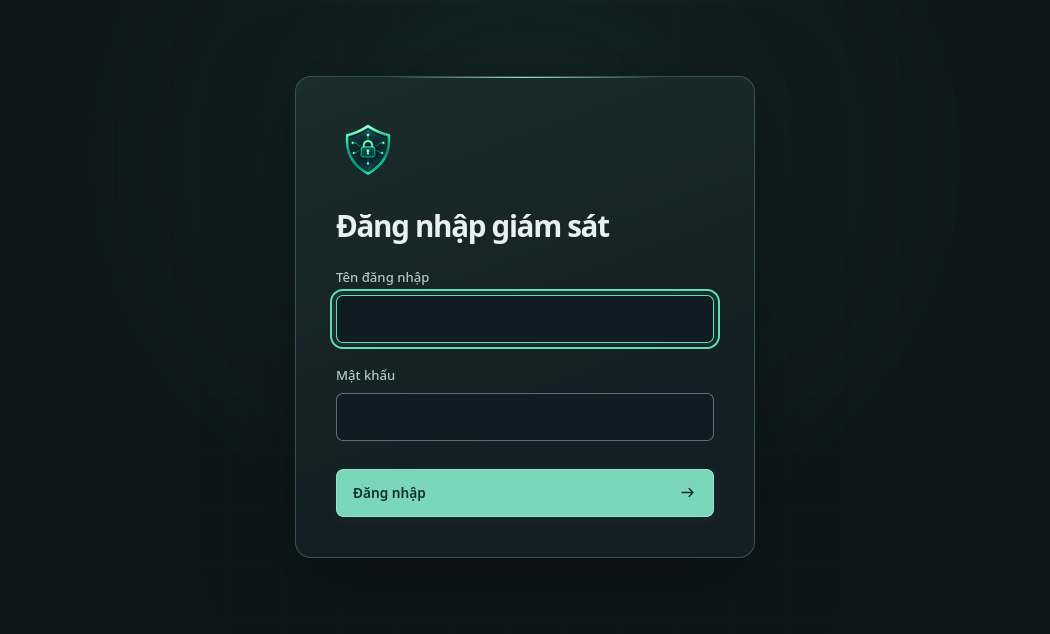 Đăng nhập giám sát
Tên đăng nhập
Mật khẩu
Đăng nhập